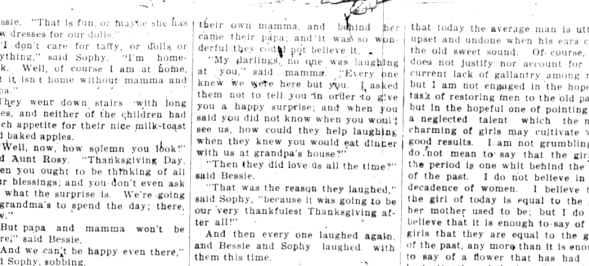 ssie. "That is fun, or maybe she has
w dresses for our dolls."
"I don't care for taffy, or dolls or
ything," said Sophy. "I'm home-
k. Well, of course I am at home,
t it isn't home without mamma and
pa."
They went down stairs with long
es, and neither of the children had
ch appetite for their nice milk-toast
d baked apples.
"Well, now, how solemn you look!"
d Aunt Rosy. "Thanksgiving Day,
en you ought to be thinking of all
r blessings; and you don't even ask
what the surprise is. We're going
grandma's to spend the day; there,
w."
"But papa and mamma won't be
re," said Bessie.
"And we can't be happy even there,"
d Sophy, sobbing.
their own mamma, and behind her
came their papa; and it was so won-
derful they could not believe it.
"My darlings, no one was laughing
at you," said mamma. "Every one
knew we were here but you. I asked
them not to tell you in order to give
you a happy surprise; and when you
said you did not know when you would
see us, how could they help laughing
when they knew you would eat dinner
with us at grandpa's house?"
"Then they did love us all the time?"
said Bessie.
"That was the reason they laughed,"
said Sophy, "because it was going to be
our very thankfulest Thanksgiving af-
ter all!"
And then every one laughed again,
and Bessie and Sophy laughed with
them this time.
that today the average man is utt
upset and undone when his ears c
the old sweet sound. Of course,
does not justify nor account for
current lack of gallantry among
but I am not engaged in the hope
task of restoring men to the old pa
but in the hopeful one of pointing
a neglected talent which the m
charming of girls may cultivate w
good results. I am not grumbling
do not mean to say that the girl
the period is one whit behind the
of the past. I do not believe in
decadence of women. I believe t
the girl of today is equal to the
her mother used to be; but I do
believe that it is enough to say of
girls that they are equal to the g
of the past, any more than it is enou
to say of a flower that has had